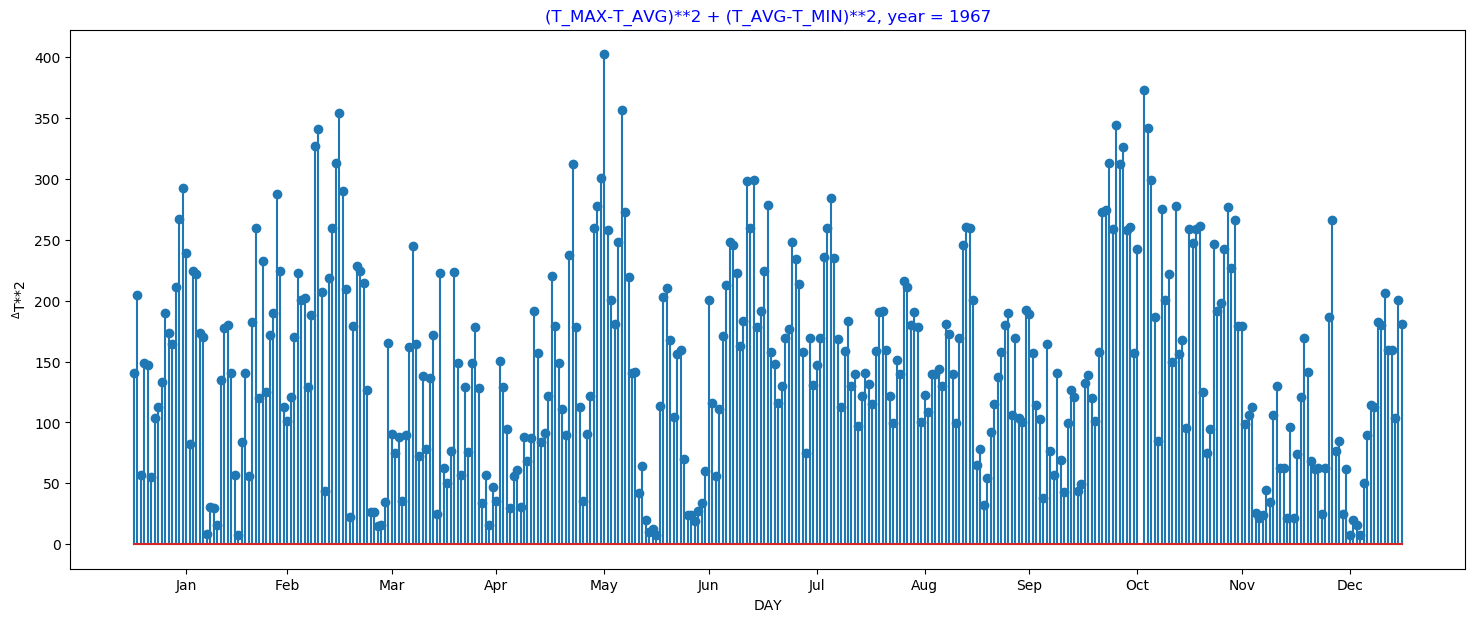 (T_MAX-T_AVG)**2 + (T_AVG-T_MIN)**2, year = 1967
400
350
300
250
200
150
100
50
0
ΔT**2
Jan Feb Mar Apr May Jun Jul Aug Sep Oct Nov Dec
DAY